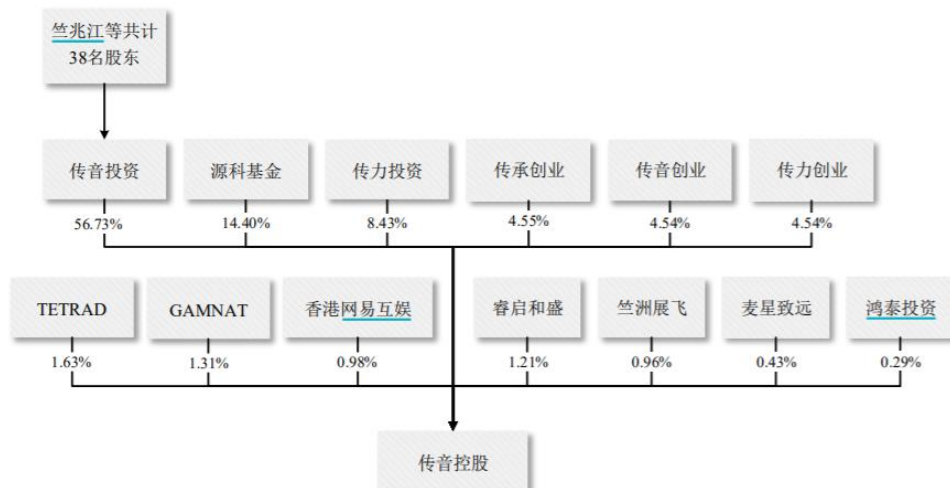 竺兆江等共计
38名股东
传音投资
源科基金
传力投资
传承创业
传音创业
传力创业
56.73%
14.40%
8.43%
4.55%
4.54%
4.54%
TETRAD
GAMNAT
香港网易互娱
睿启和盛
竺洲展飞
麦星致远
鸿泰投资
1.63%
1.31%
0.98%
1.21%
0.96%
0.43%
0.29%
传音控股